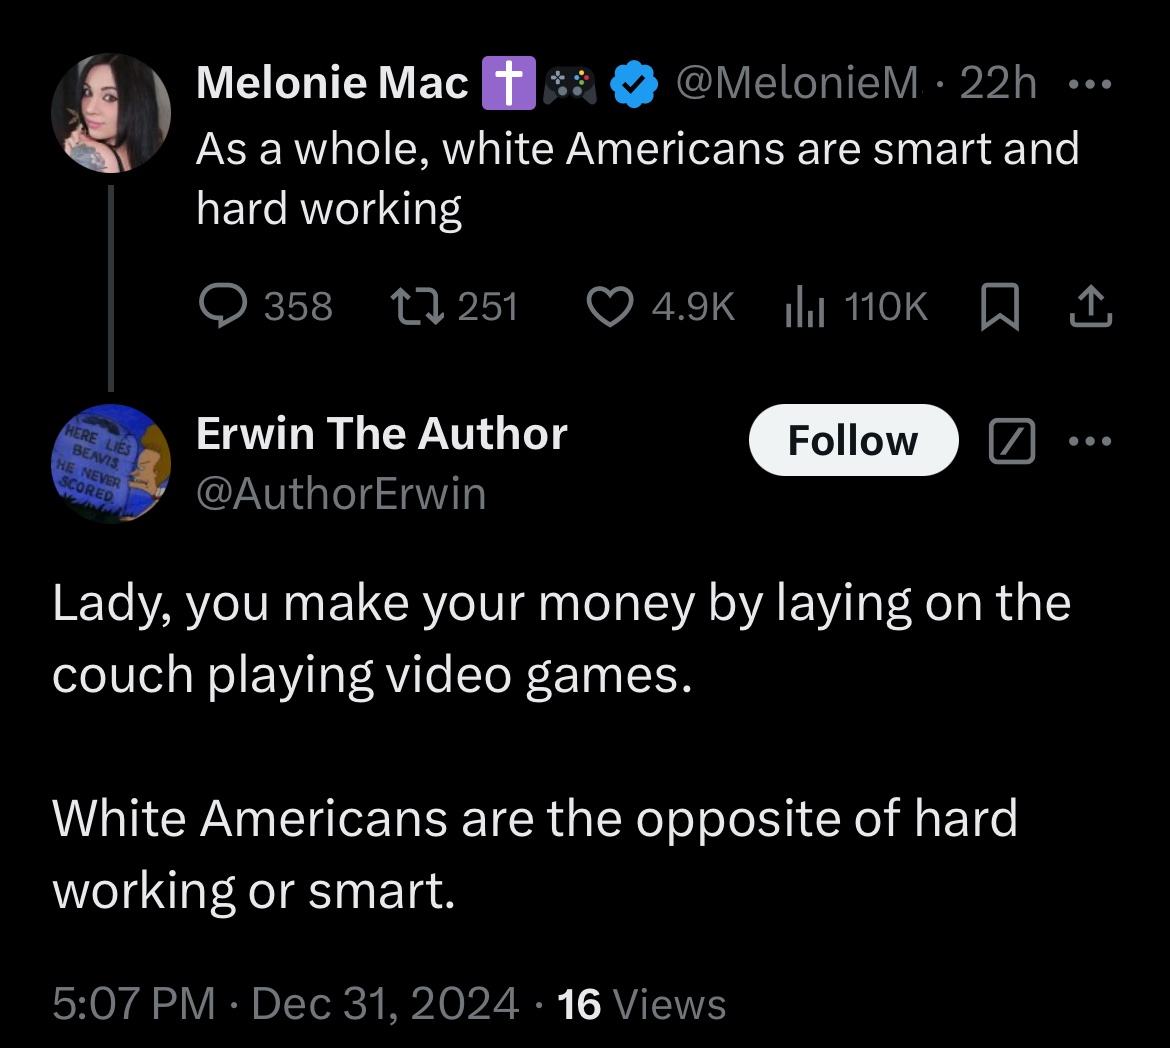 Melonie Mac ✝️🎮 @MelonieM · 22h
As a whole, white Americans are smart and
hard working
358 251 4.9K 110K
HERE LIES
BEAVIS.
HE NEVER
SCORED.
Erwin The Author
@AuthorErwin
Follow
Lady, you make your money by laying on the
couch playing video games.
White Americans are the opposite of hard
working or smart.
5:07 PM · Dec 31, 2024 · 16 Views